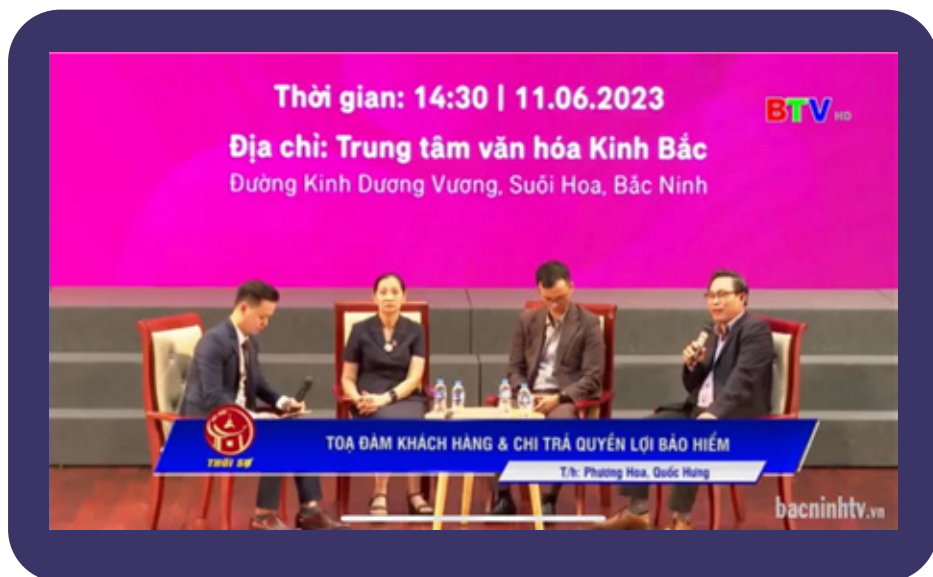 Thời gian: 14:30 | 11.06.2023
BTV HD
Địa chỉ: Trung tâm văn hóa Kinh Bắc
Đường Kinh Dương Vương, Suối Hoa, Bắc Ninh
TOẠ ĐÀM KHÁCH HÀNG & CHI TRẢ QUYỀN LỢI BẢO HIỂM
THỜI SỰ
T/h: Phương Hoa, Quốc Hưng
bacninhtv.vn